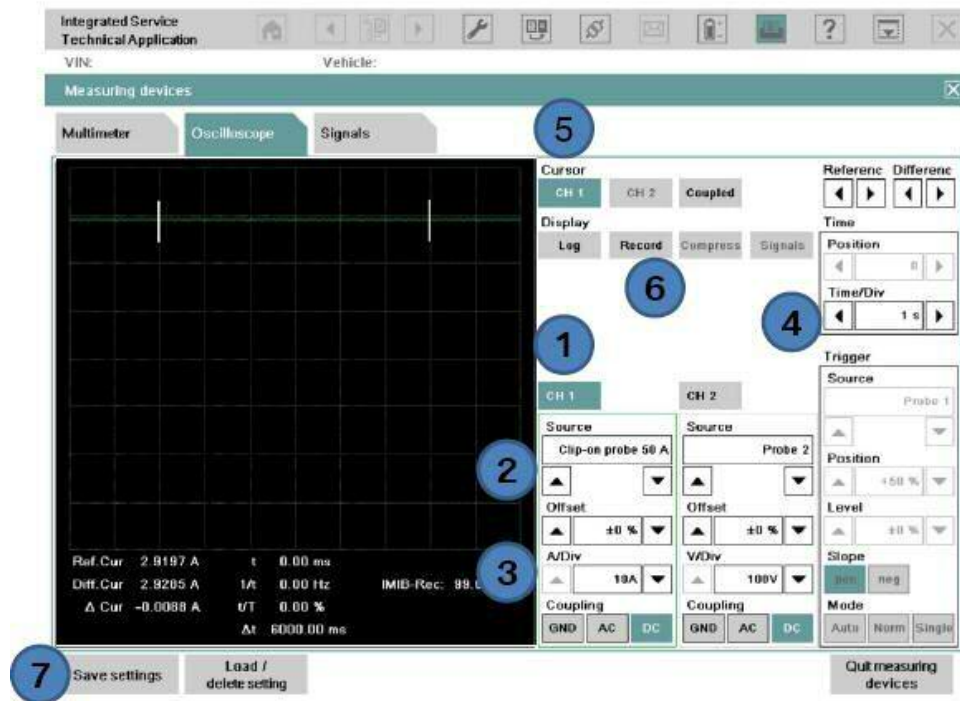 Integrated Service
Technical Application
VIN: Vehicle:
Measuring devices
Multimeter Oscilloscope Signals
5
Cursor
CH 1 CH 2 Coupled
Referenc Differenc
Display
Log Record Compress Signals
6
Time
Position
0
Time/Div
1 s
4
1
CH 1 CH 2
Source
Clip-on probe 50 A
2
Offset
±0 %
A/Div
3
10A
Coupling
GND AC DC
Source
Probe 2
Offset
±0 %
V/Div
100V
Coupling
GND AC DC
Trigger
Source
Probe 1
Position
+50 %
Level
±0 %
Slope
pos neg
Mode
Auto Norm Single
Ref.Cur 2.9197 A t 0.00 ms
Diff.Cur 2.9285 A 1/t 0.00 Hz IMIB-Rec:
Δ Cur -0.0088 A t/T 0.00 %
Δt 6000.00 ms
7
Save settings
Load /
delete setting
Quit measuring
devices